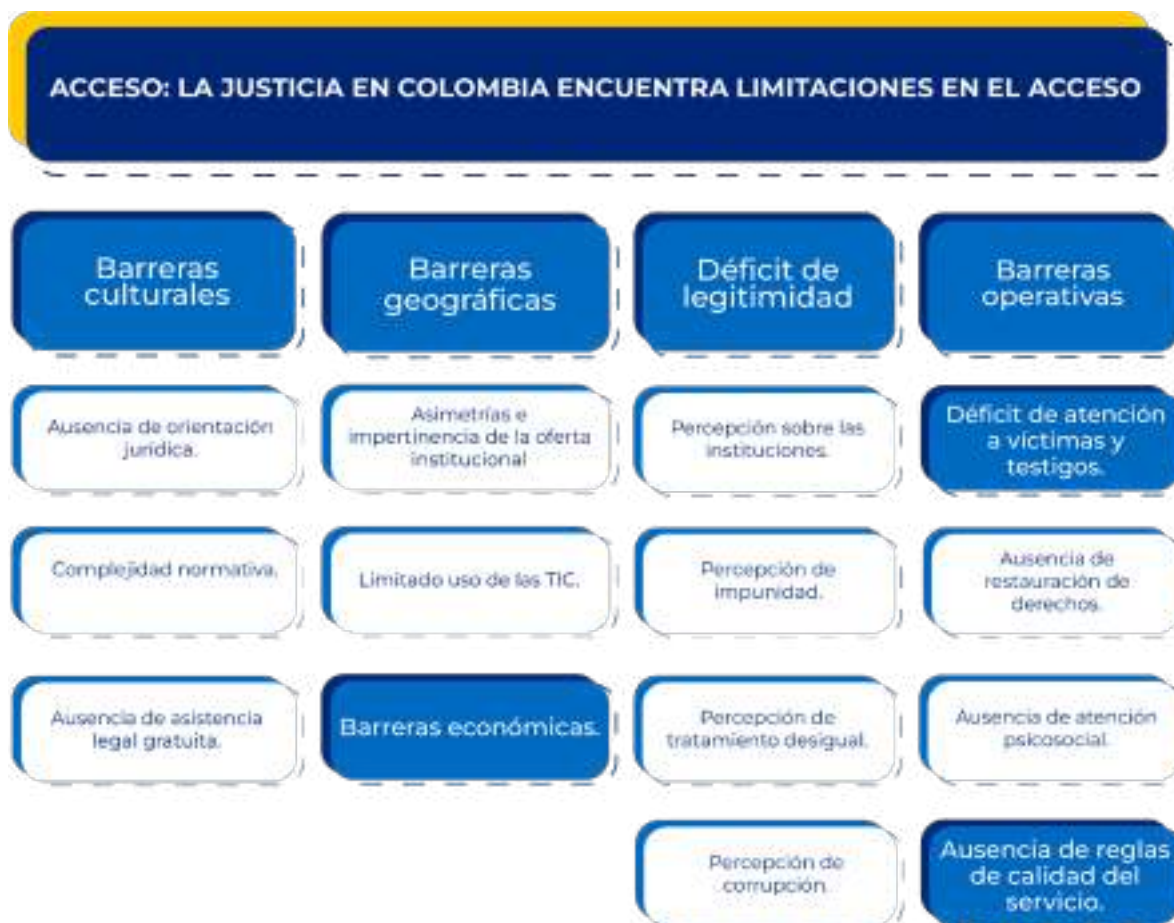 ACCESO: LA JUSTICIA EN COLOMBIA ENCUENTRA LIMITACIONES EN EL ACCESO
Barreras
culturales
Ausencia de orientación
jurídica.
Complejidad normativa.
Ausencia de asistencia
legal gratuita.
Barreras
geográficas
Asimetrías e
impertinencia de la oferta
institucional
Limitado uso de las TIC.
Barreras económicas.
Déficit de
legitimidad
Percepción sobre las
instituciones.
Percepción de
impunidad.
Percepción de
tratamiento desigual.
Percepción de
corrupción.
Barreras
operativas
Déficit de atención
a víctimas y
testigos.
Ausencia de
restauración de
derechos.
Ausencia de atención
psicosocial.
Ausencia de reglas
de calidad del
servicio.